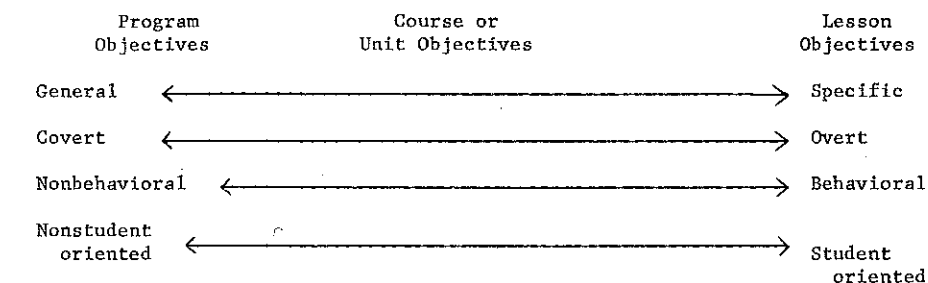 Program Course or Lesson
Objectives Unit Objectives Objectives
General Specific
Covert Overt
Nonbehavioral Behavioral
Nonstudent
oriented Student
oriented